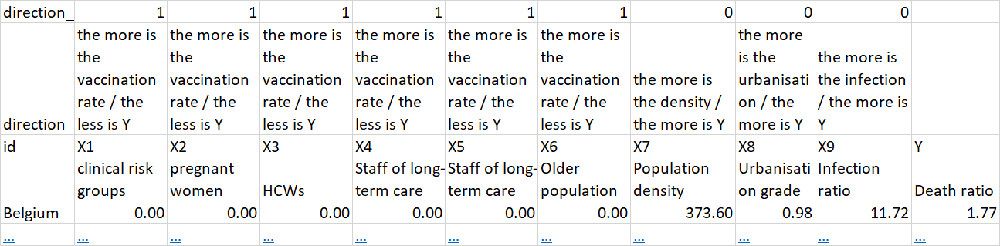 direction_ 1 1 1 1 1 1 0 0 0
the more is the vaccination rate / the less is Y
the more is the vaccination rate / the less is Y
the more is the vaccination rate / the less is Y
the more is the vaccination rate / the less is Y
the more is the vaccination rate / the less is Y
the more is the vaccination rate / the less is Y
the more is the density / the more is Y
the more is the urbanisati on / the more is Y
the more is the infection / the more is Y
direction
id X1 X2 X3 X4 X5 X6 X7 X8 X9 Y
clinical risk groups
pregnant women
HCWs
Staff of long-term care
Staff of long-term care
Older population
Population density
Urbanisati on grade
Infection ratio
Death ratio
Belgium 0.00 0.00 0.00 0.00 0.00 0.00 373.60 0.98 11.72 1.77
... ... ... ... ... ... ... ... ... ... ...